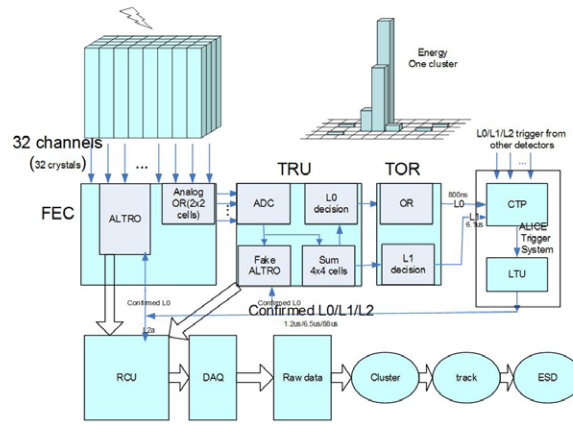 Energy
One cluster
L0/L1/L2 trigger from
other detectors
...
32 channels
(32 crystals)
...
TRU
TOR
FEC
ALTRO
Analog
OR(2x2
cells)
ADC
L0
decision
OR
800ns
L0
CTP
L1
6.1us
ALICE
Trigger
System
Fake
ALTRO
Sum
4x4 cells
L1
decision
LTU
Confirmed L0
Confirmed L0
Confirmed L0/L1/L2
1.2us/6.5us/88us
L2a
RCU
DAQ
Raw data
Cluster
track
ESD